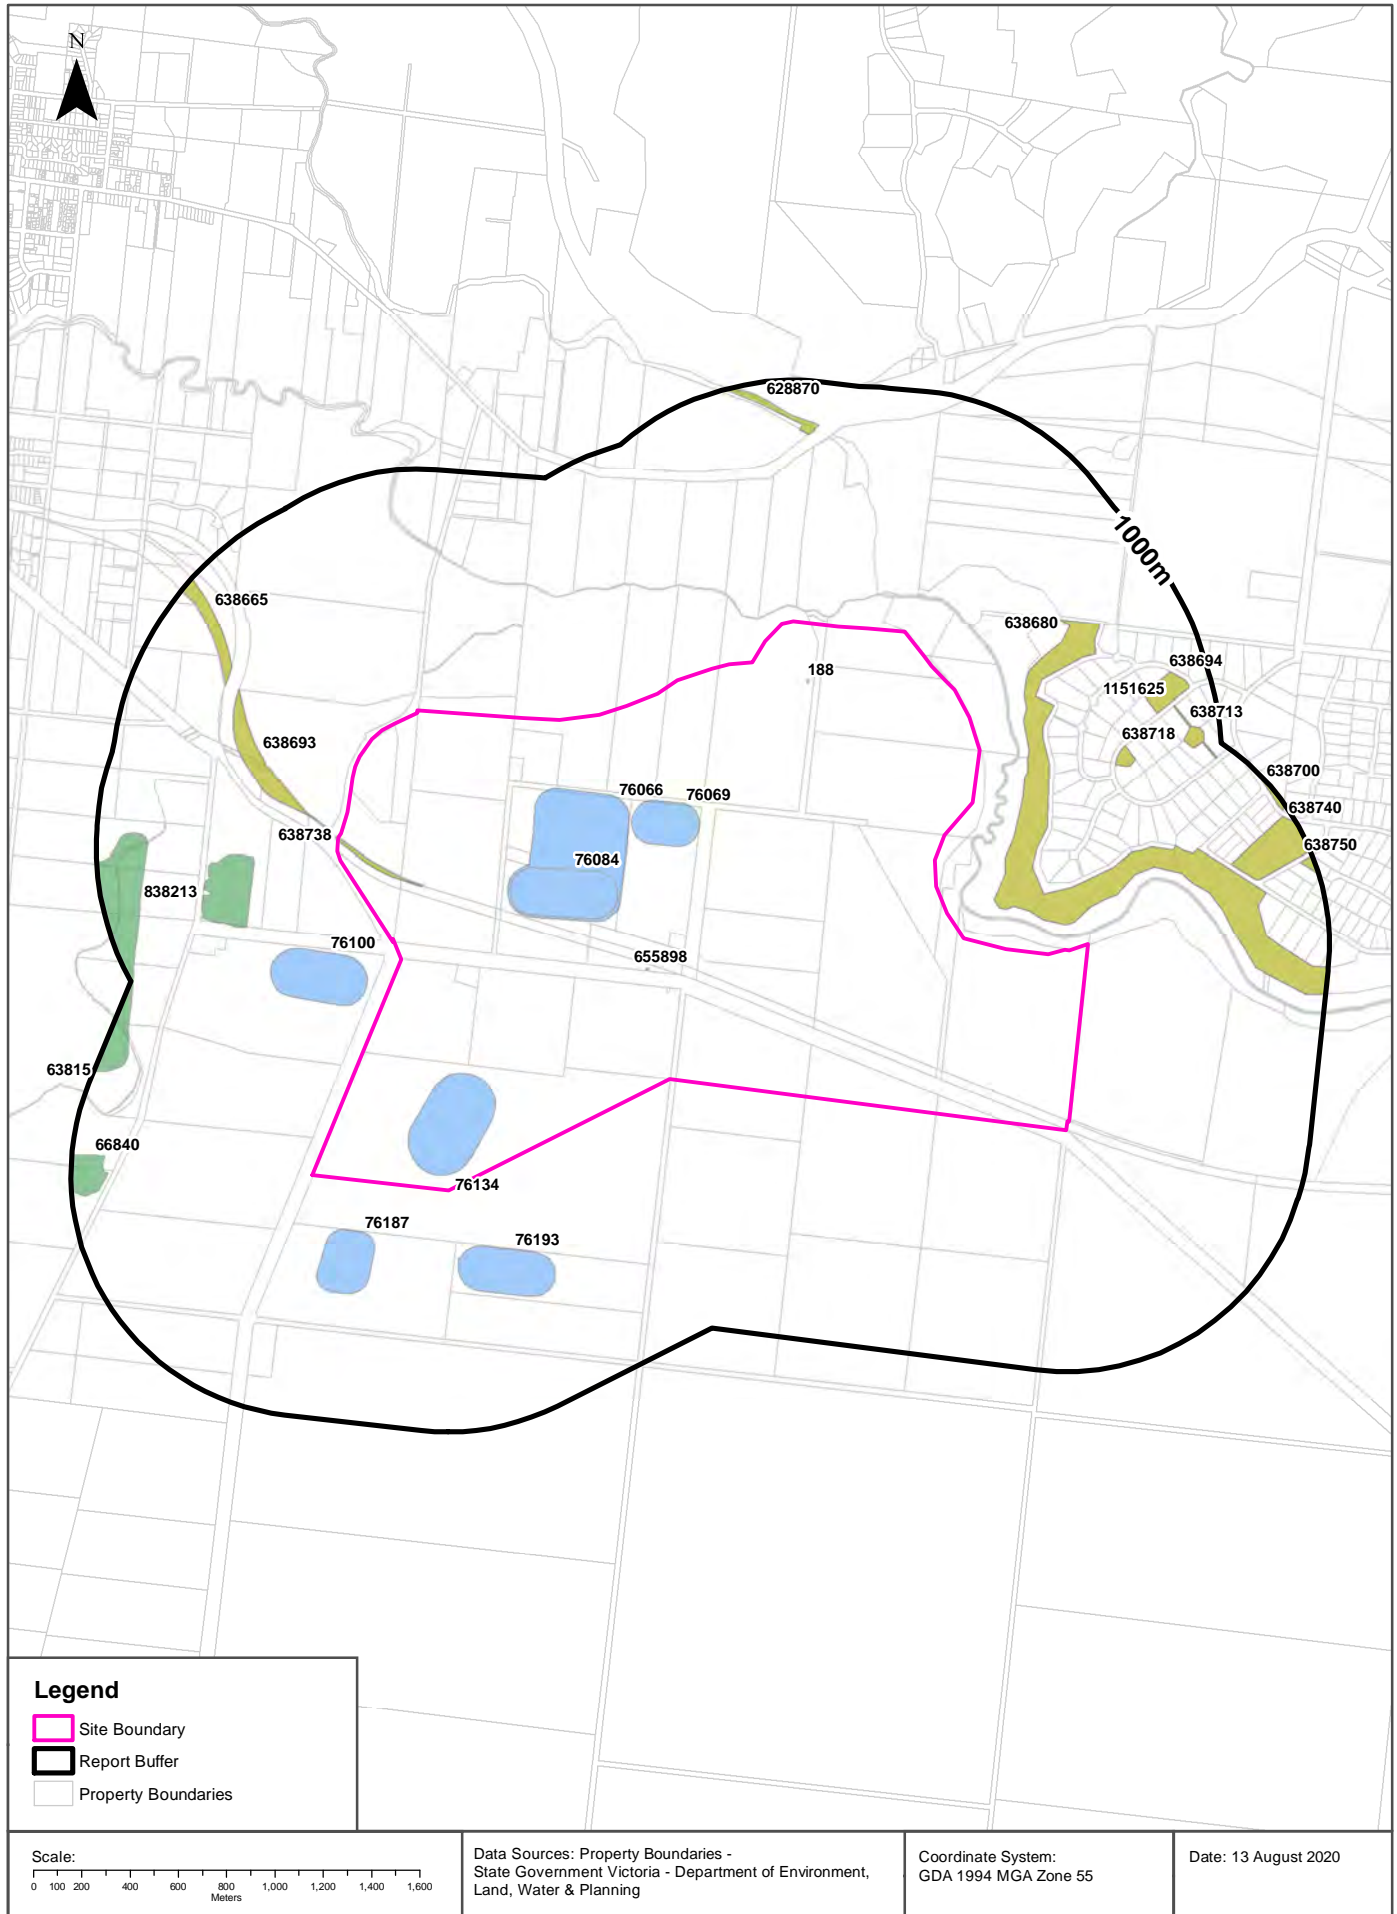 N
628870
1000m
638665
638680
638694
188
1151625
638713
638693
638718
638700
76066
76069
638740
638738
638750
76084
838213
76100
655898
63815
66840
76134
76187
76193
Legend
Site Boundary
Report Buffer
Property Boundaries
Scale:
0 100 200 400 600 800 1,000 1,200 1,400 1,600
Meters
Data Sources: Property Boundaries -
State Government Victoria - Department of Environment,
Land, Water & Planning
Coordinate System:
GDA 1994 MGA Zone 55
Date: 13 August 2020